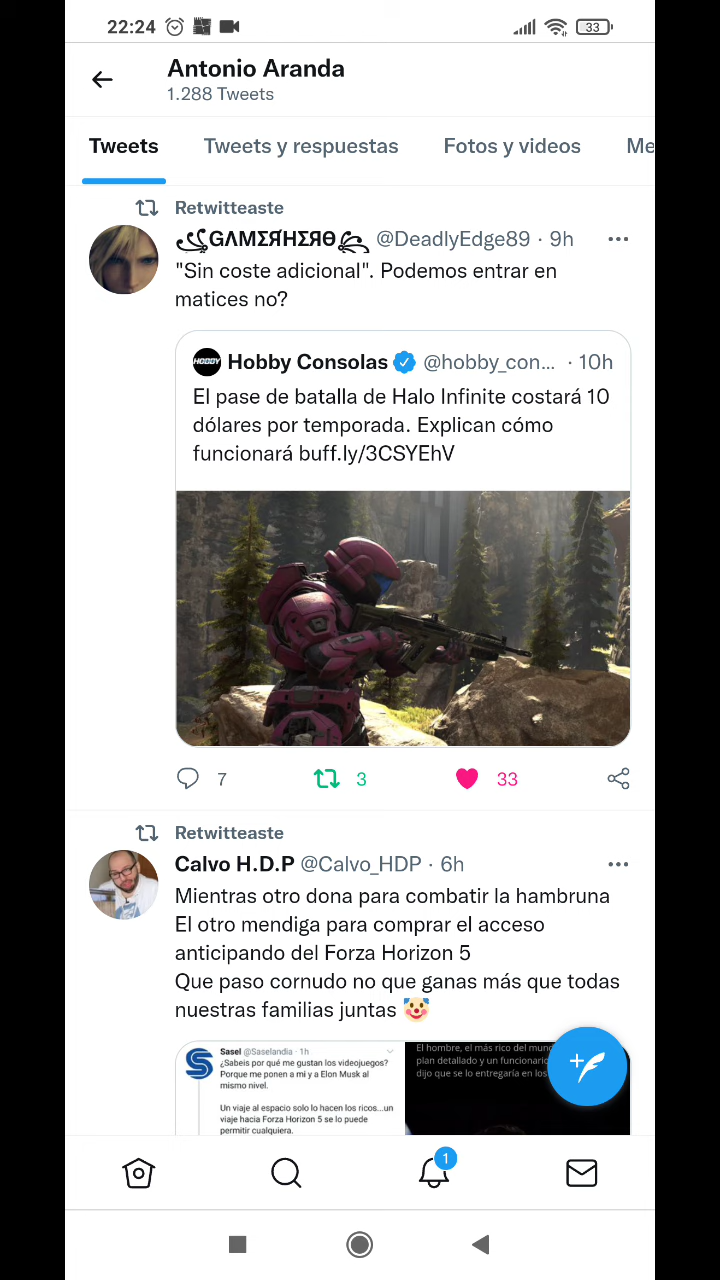 22:24
33
Antonio Aranda
1.288 Tweets
Tweets
Tweets y respuestas
Fotos y videos
Me
Retwitteaste
GΛMΣЯHΣЯΘ @DeadlyEdge89 · 9h
"Sin coste adicional". Podemos entrar en
matices no?
HOBBY
Hobby Consolas @hobby_con... · 10h
El pase de batalla de Halo Infinite costará 10
dólares por temporada. Explican cómo
funcionará buff.ly/3CSYEhV
7
3
33
Retwitteaste
Calvo H.D.P @Calvo_HDP · 6h
Mientras otro dona para combatir la hambruna
El otro mendiga para comprar el acceso
anticipando del Forza Horizon 5
Que paso cornudo no que ganas más que todas
nuestras familias juntas 🤡
Sasel @Saselandia · 1h
¿Sabeis por qué me gustan los videojuegos?
Porque me ponen a mi y a Elon Musk al
mismo nivel.
Un viaje al espacio solo lo hacen los ricos...un
viaje hacia Forza Horizon 5 se lo puede
permitir cualquiera.
El hombre, el más rico del mund
plan detallado y un funcionario
dijo que se lo entregaría en los
1